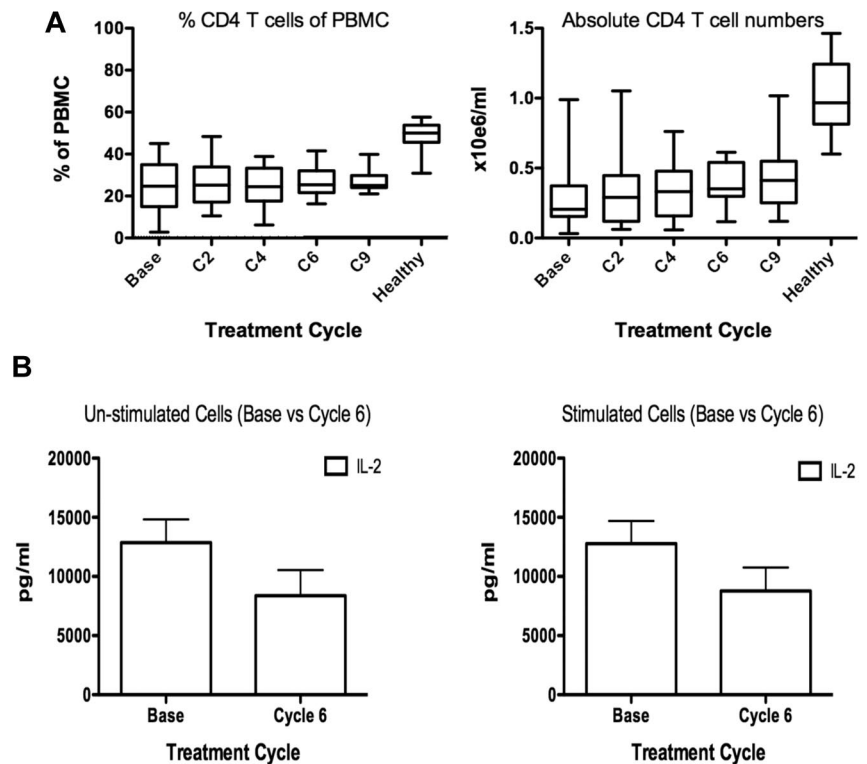 A
% CD4 T cells of PBMC
% of PBMC
100
80
60
40
20
0
Base
C2
C4
C6
C9
Healthy
Treatment Cycle
Absolute CD4 T cell numbers
x10e6/ml
1.5
1.0
0.5
0.0
Base
C2
C4
C6
C9
Healthy
Treatment Cycle
B
Un-stimulated Cells (Base vs Cycle 6)
IL-2
pg/ml
20000
15000
10000
5000
0
Base
Cycle 6
Treatment Cycle
Stimulated Cells (Base vs Cycle 6)
IL-2
pg/ml
20000
15000
10000
5000
0
Base
Cycle 6
Treatment Cycle